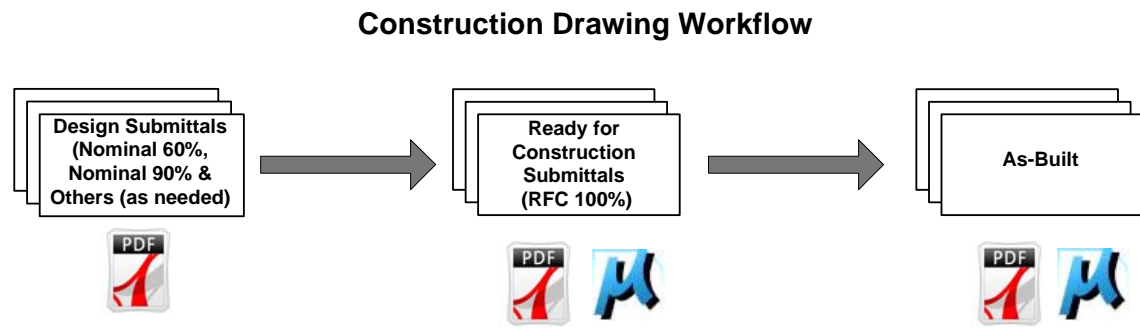 Construction Drawing Workflow
Design Submittals
(Nominal 60%,
Nominal 90% &
Others (as needed)
Ready for
Construction
Submittals
(RFC 100%)
As-Built
PDF
PDF
µ
PDF
µ